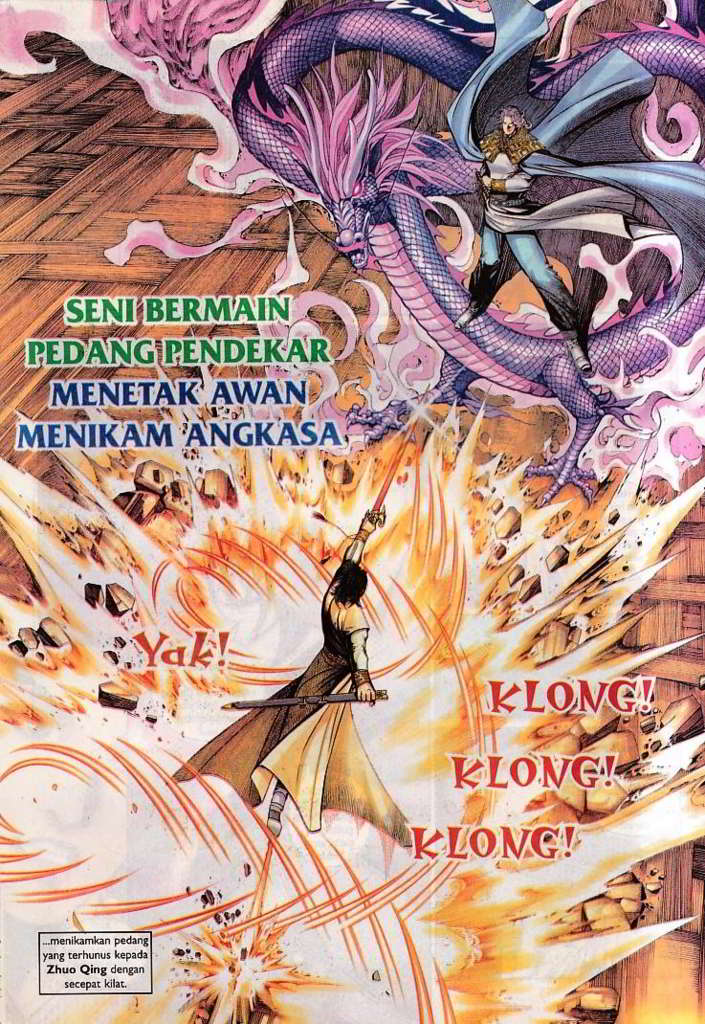 SENI BERMAIN
PEDANG PENDEKAR
MENETAK AWAN
MENIKAM ANGKASA
Yak!
KLONG!
KLONG!
KLONG!
...menikamkan pedang
yang terhunus kepada
Zhuo Qing dengan
secepat kilat.